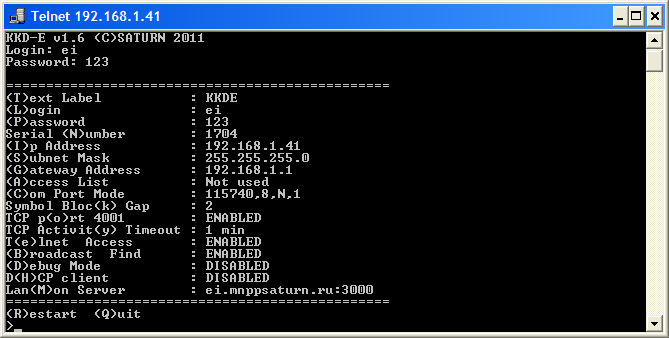 Telnet 192.168.1.41
KKD-E v1.6 (C)SATURN 2011
Login: ei
Password: 123
==================================================
(T)ext Label : KKDE
(L)ogin : ei
(P)assword : 123
Serial (N)umber : 1704
(I)p Address : 192.168.1.41
(S)ubnet Mask : 255.255.255.0
(G)ateway Address : 192.168.1.1
(A)ccess List : Not used
(C)om Port Mode : 115740,8,N,1
Symbol Bloc(k) Gap : 2
TCP p(o)rt 4001 : ENABLED
TCP Activit(y) Timeout : 1 min
T(e)lnet Access : ENABLED
(B)roadcast Find : ENABLED
(D)ebug Mode : DISABLED
D(H)CP client : DISABLED
Lan(M)on Server : ei.mnppsaturn.ru:3000
==================================================
(R)estart (Q)uit
>_